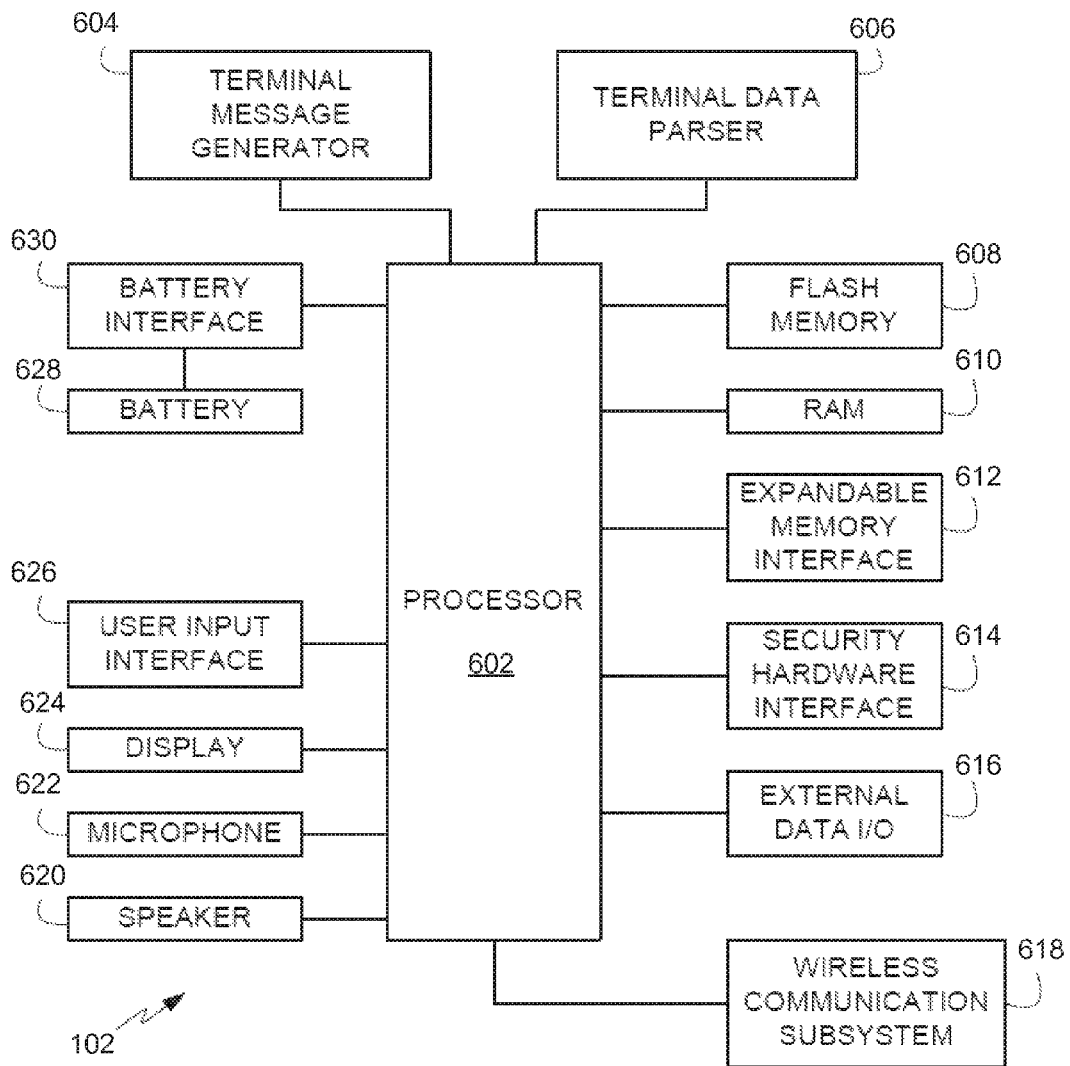 604
TERMINAL
MESSAGE
GENERATOR
606
TERMINAL DATA
PARSER
630
BATTERY
INTERFACE
628
BATTERY
626
USER INPUT
INTERFACE
624
DISPLAY
622
MICROPHONE
620
SPEAKER
PROCESSOR
602
608
FLASH
MEMORY
610
RAM
612
EXPANDABLE
MEMORY
INTERFACE
614
SECURITY
HARDWARE
INTERFACE
616
EXTERNAL
DATA I/O
618
WIRELESS
COMMUNICATION
SUBSYSTEM
102